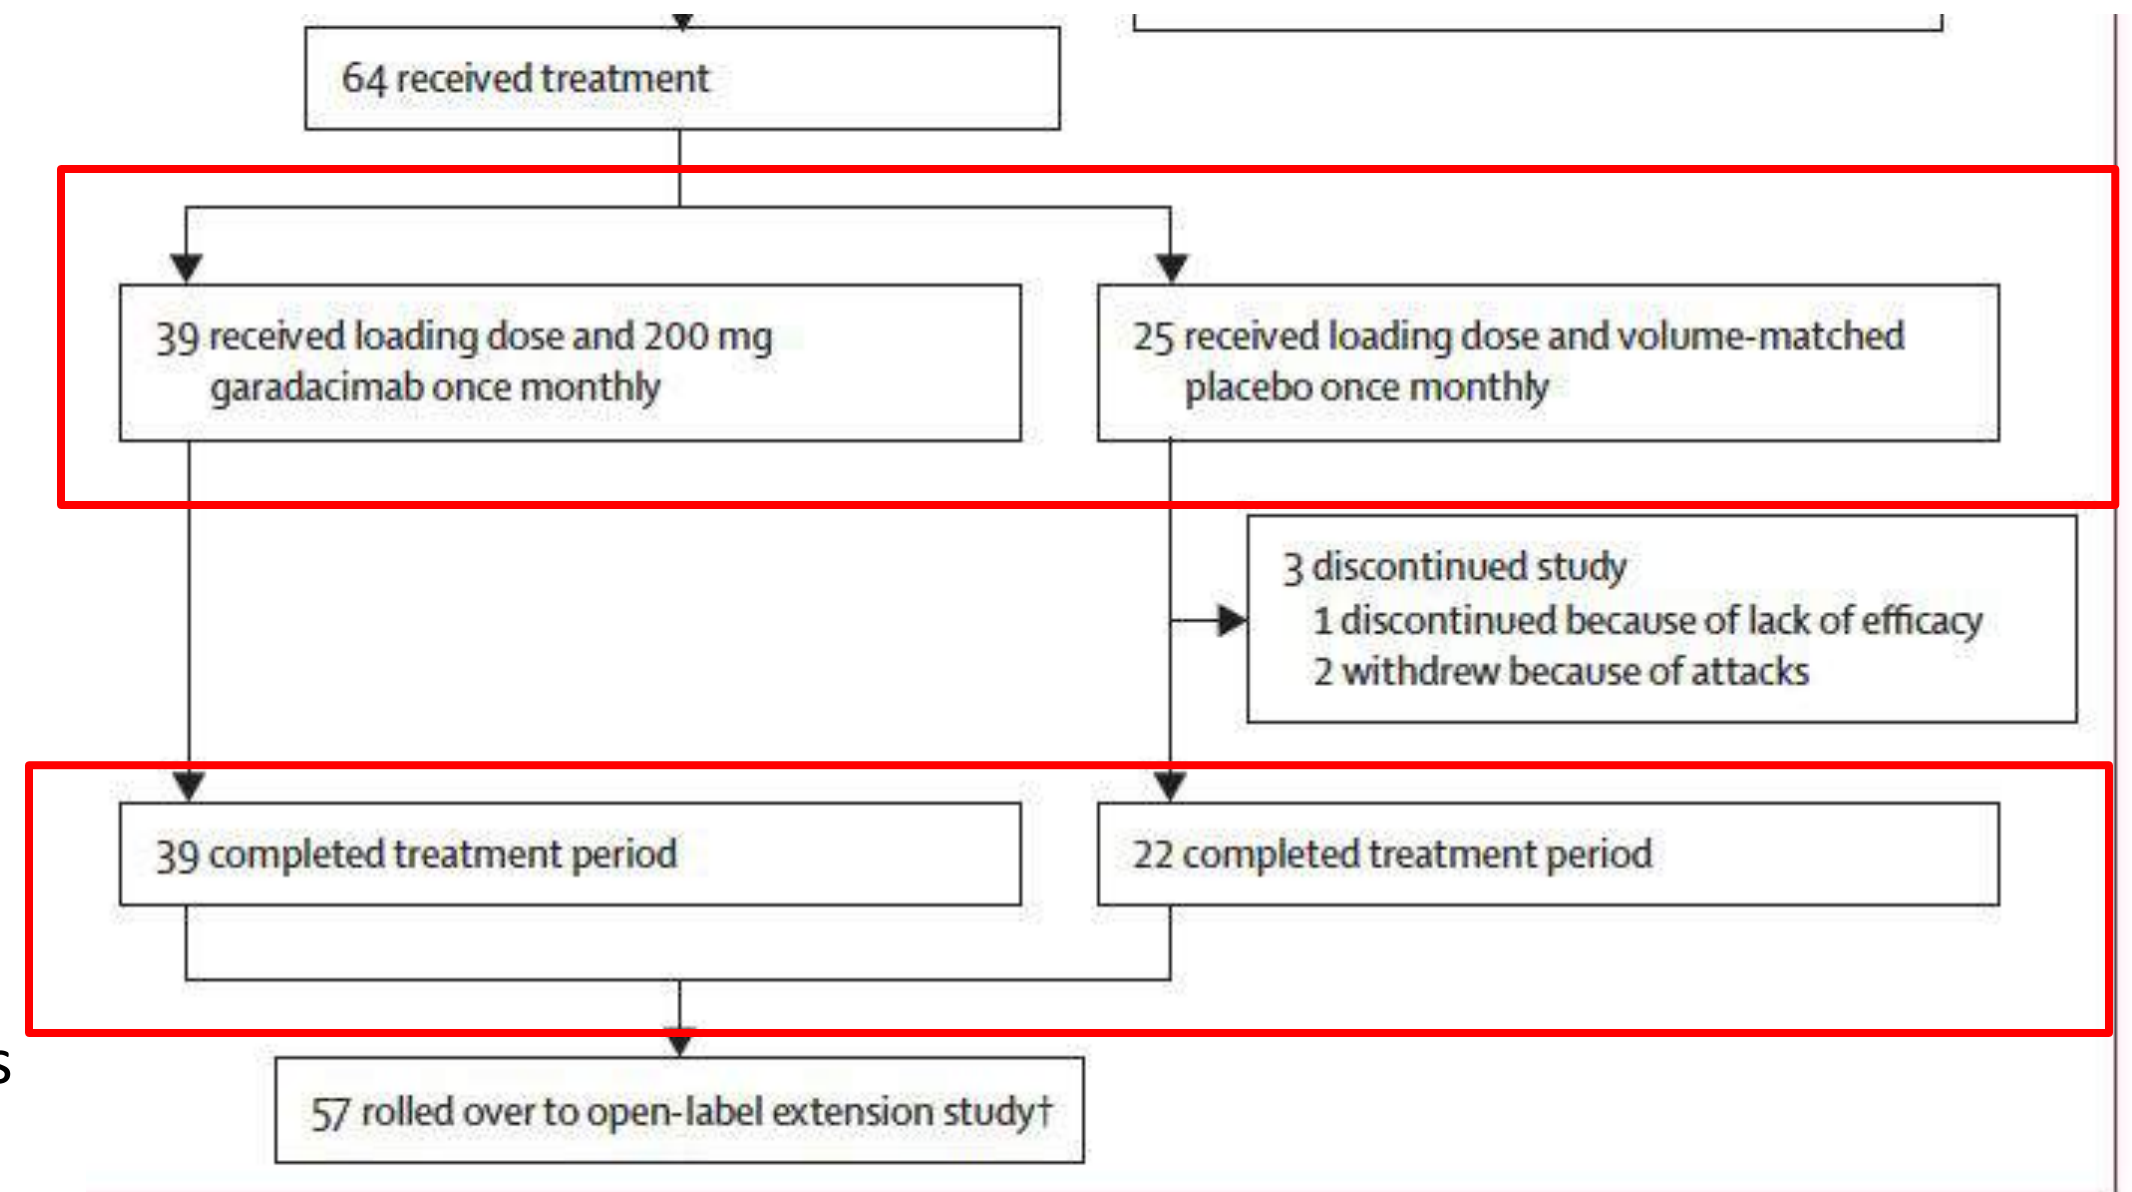 64 received treatment
39 received loading dose and 200 mg
garadacimab once monthly
25 received loading dose and volume-matched
placebo once monthly
3 discontinued study
1 discontinued because of lack of efficacy
2 withdrew because of attacks
39 completed treatment period
22 completed treatment period
s
57 rolled over to open-label extension study†